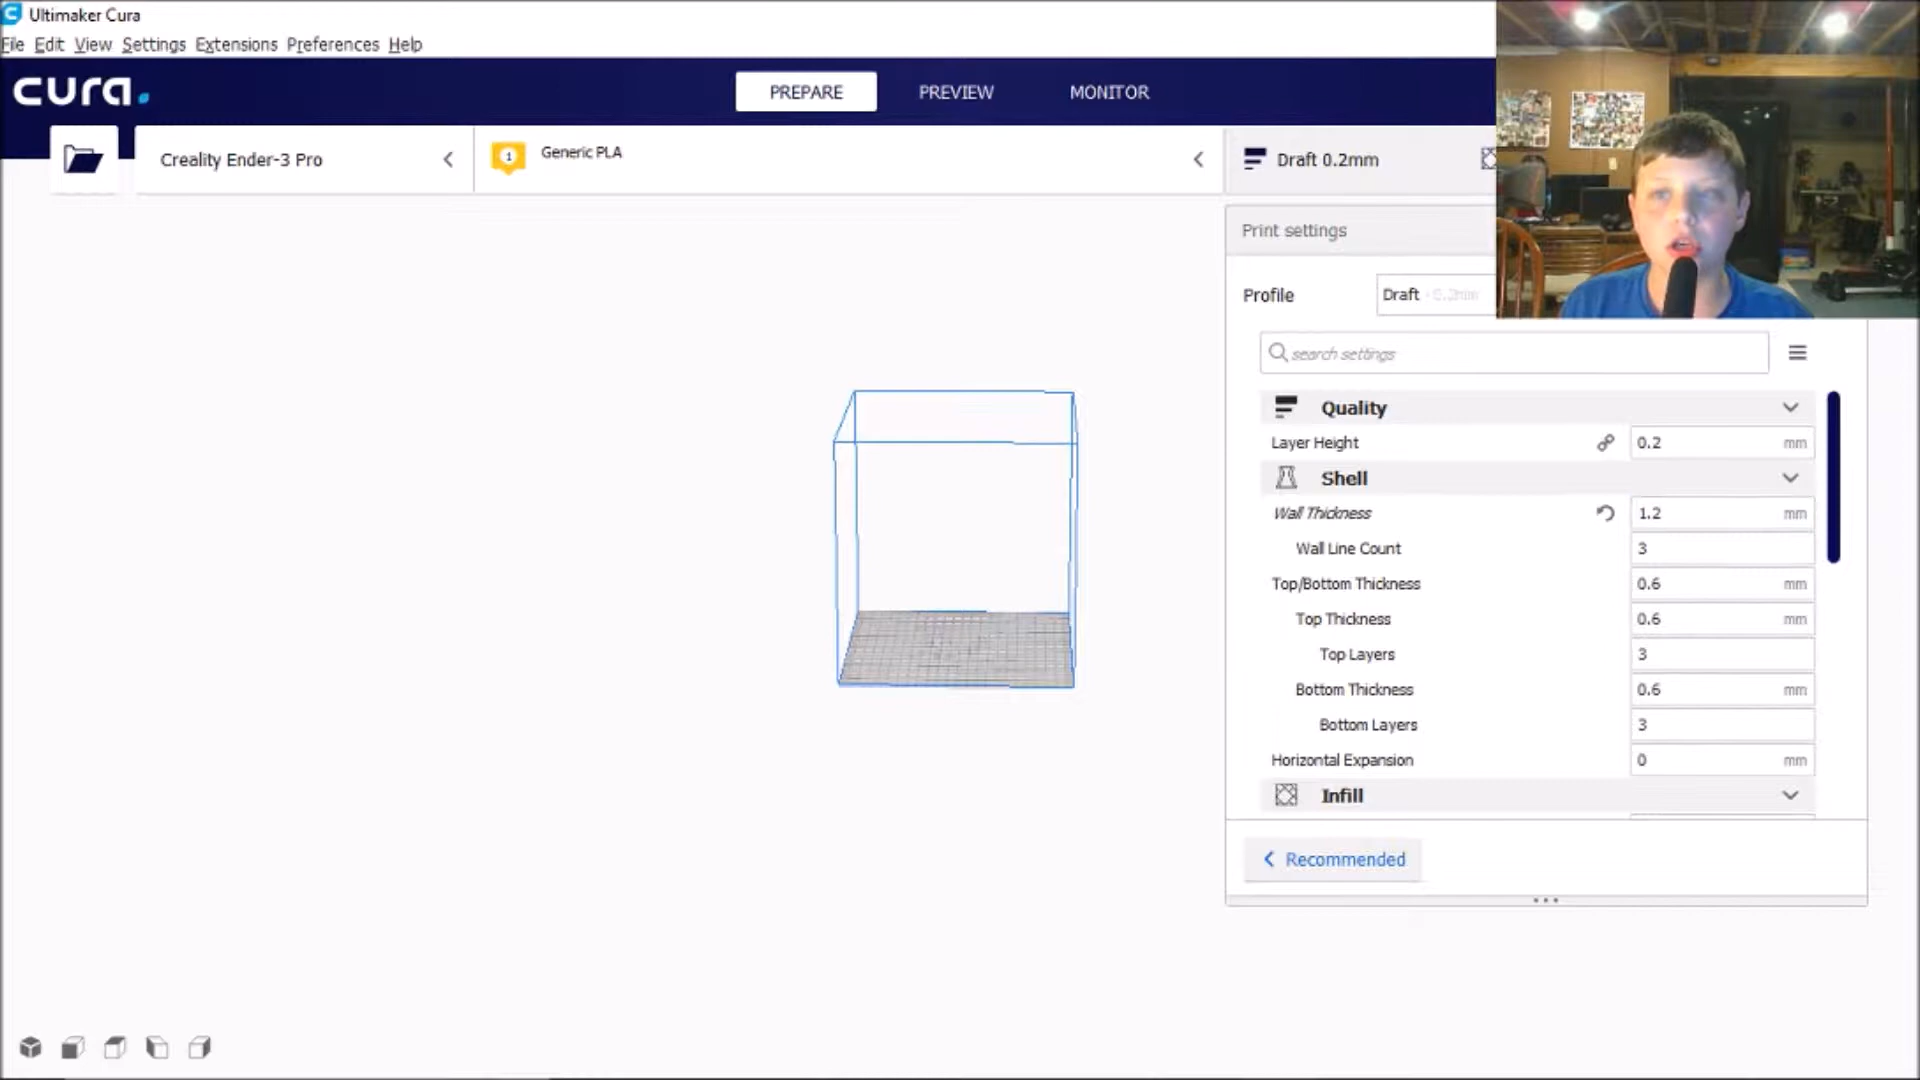 Ultimaker Cura
File Edit View Settings Extensions Preferences Help
cura.
PREPARE PREVIEW MONITOR
Creality Ender-3 Pro
1 Generic PLA
Draft 0.2mm
Print settings
Profile Draft - 0.2mm
search settings
Quality
Layer Height 0.2 mm
Shell
Wall Thickness 1.2 mm
Wall Line Count 3
Top/Bottom Thickness 0.6 mm
Top Thickness 0.6 mm
Top Layers 3
Bottom Thickness 0.6 mm
Bottom Layers 3
Horizontal Expansion 0 mm
Infill
Recommended